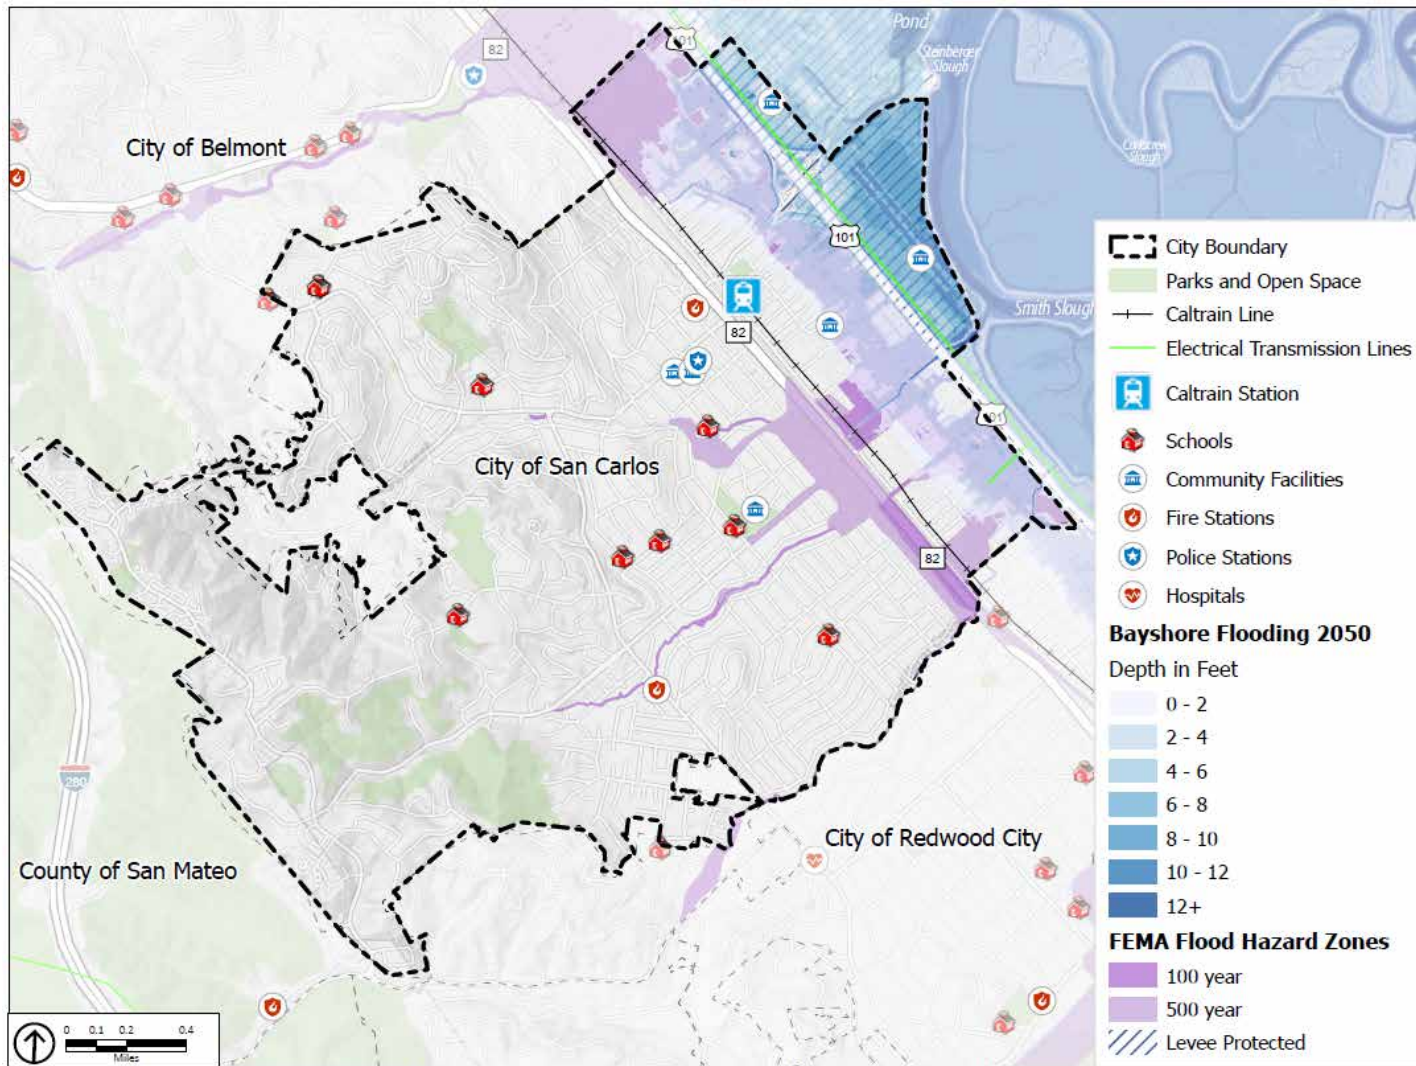 Pond
101
82
Steinberger
Slough
Corkscrew
Slough
City of Belmont
101
Smith Slough
82
101
City of San Carlos
82
280
City of Redwood City
County of San Mateo
City Boundary
Parks and Open Space
Caltrain Line
Electrical Transmission Lines
Caltrain Station
Schools
Community Facilities
Fire Stations
Police Stations
Hospitals
Bayshore Flooding 2050
Depth in Feet
0 - 2
2 - 4
4 - 6
6 - 8
8 - 10
10 - 12
12+
FEMA Flood Hazard Zones
100 year
500 year
Levee Protected
0 0.1 0.2 0.4
Miles